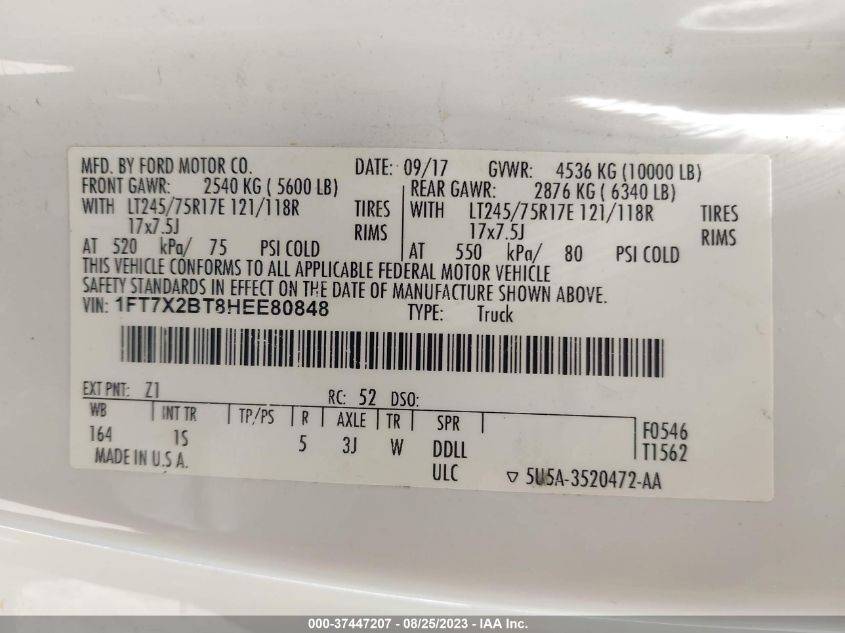 MFD. BY FORD MOTOR CO. DATE: 09/17 GVWR: 4536 KG (10000 LB)
FRONT GAWR: 2540 KG ( 5600 LB) REAR GAWR: 2876 KG ( 6340 LB)
WITH LT245/75R17E 121/118R TIRES WITH LT245/75R17E 121/118R TIRES
17x7.5J RIMS 17x7.5J RIMS
AT 520 kPa/ 75 PSI COLD AT 550 kPa/ 80 PSI COLD
THIS VEHICLE CONFORMS TO ALL APPLICABLE FEDERAL MOTOR VEHICLE
SAFETY STANDARDS IN EFFECT ON THE DATE OF MANUFACTURE SHOWN ABOVE.
VIN: 1FT7X2BT8HEE80848 TYPE: Truck
EXT PNT: Z1 RC: 52 DSO:
WB INT TR TP/PS R AXLE TR SPR F0546
164 1S 5 3J W DDLL T1562
MADE IN U.S.A. ULC ▽ 5U5A-3520472-AA
000-37447207 - 08/25/2023 - IAA Inc.